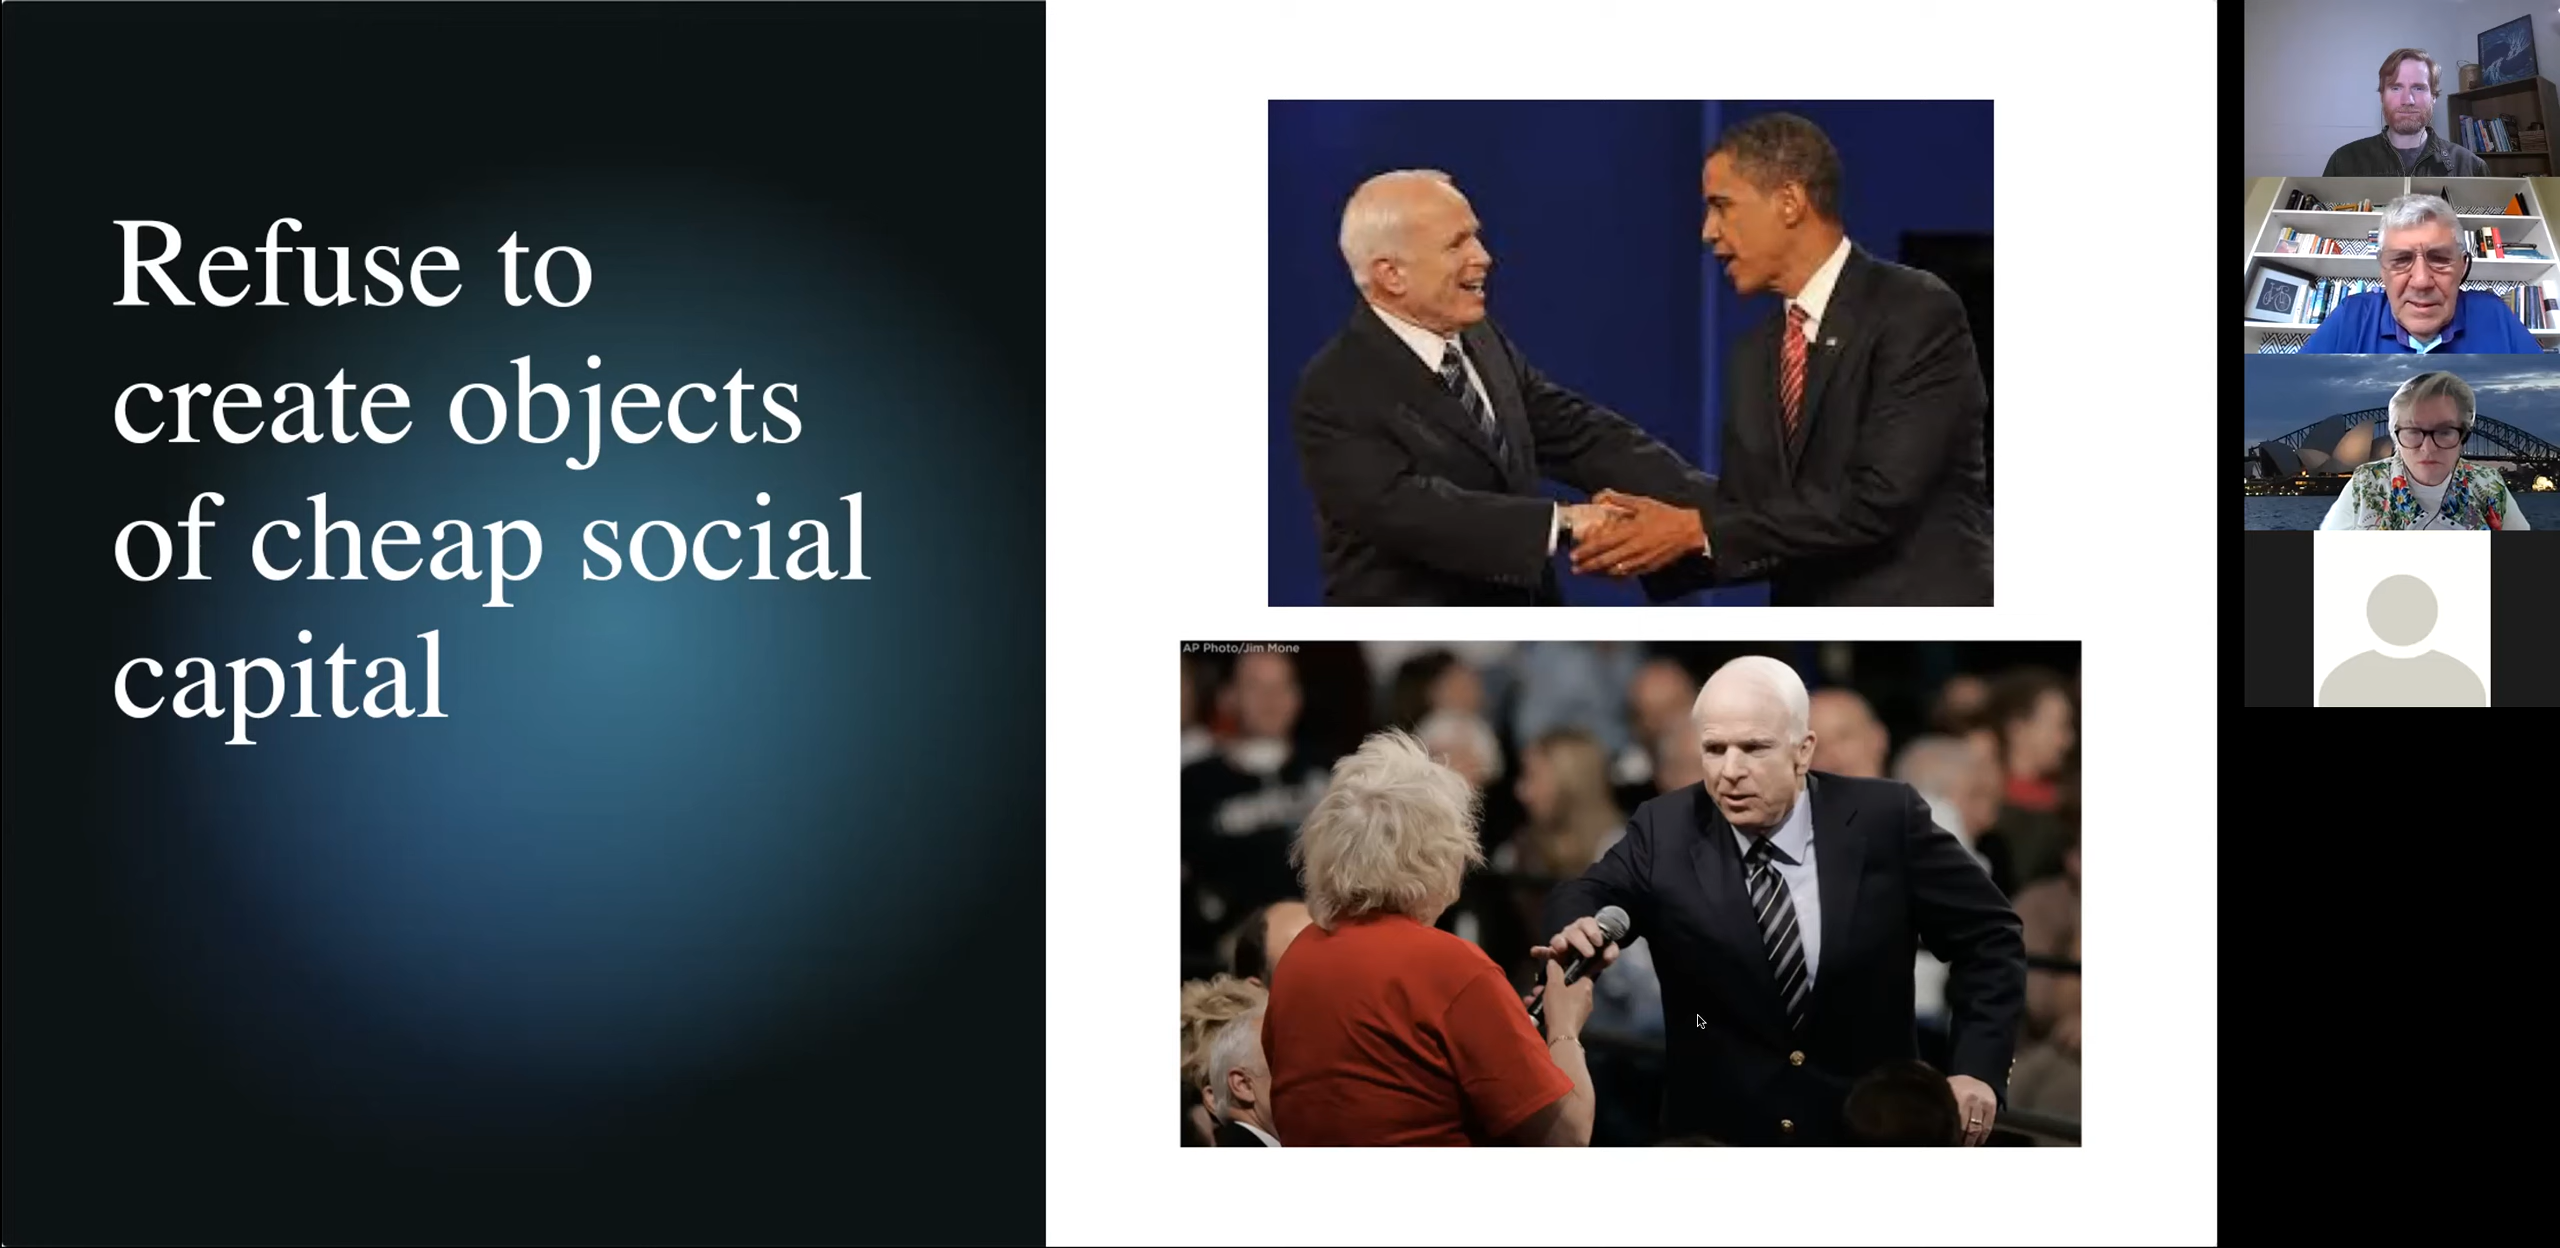 Refuse to
create objects
of cheap social
capital
AP Photo/Jim Mone